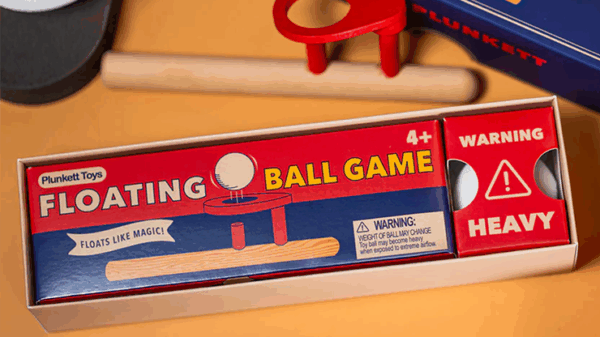 PLUNKETT
Plunkett Toys
4+
FLOATING BALL GAME
FLOATS LIKE MAGIC!
WARNING:
WEIGHT OF BALL MAY CHANGE
Toy ball may become heavy
when exposed to extreme airflow.
WARNING
HEAVY